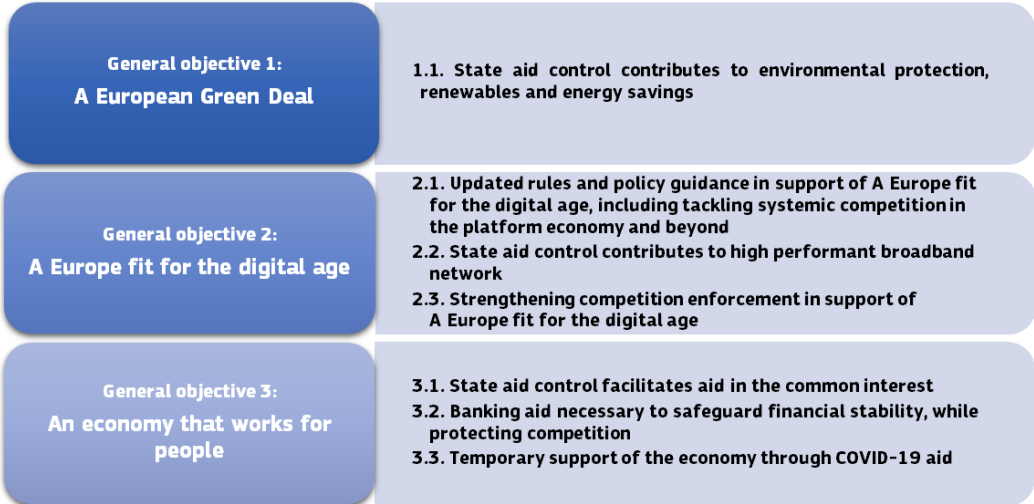 General objective 1:
A European Green Deal
1.1. State aid control contributes to environmental protection,
renewables and energy savings
General objective 2:
A Europe fit for the digital age
2.1. Updated rules and policy guidance in support of A Europe fit
for the digital age, including tackling systemic competition in
the platform economy and beyond
2.2. State aid control contributes to high performant broadband
network
2.3. Strengthening competition enforcement in support of
A Europe fit for the digital age
General objective 3:
An economy that works for
people
3.1. State aid control facilitates aid in the common interest
3.2. Banking aid necessary to safeguard financial stability, while
protecting competition
3.3. Temporary support of the economy through COVID-19 aid